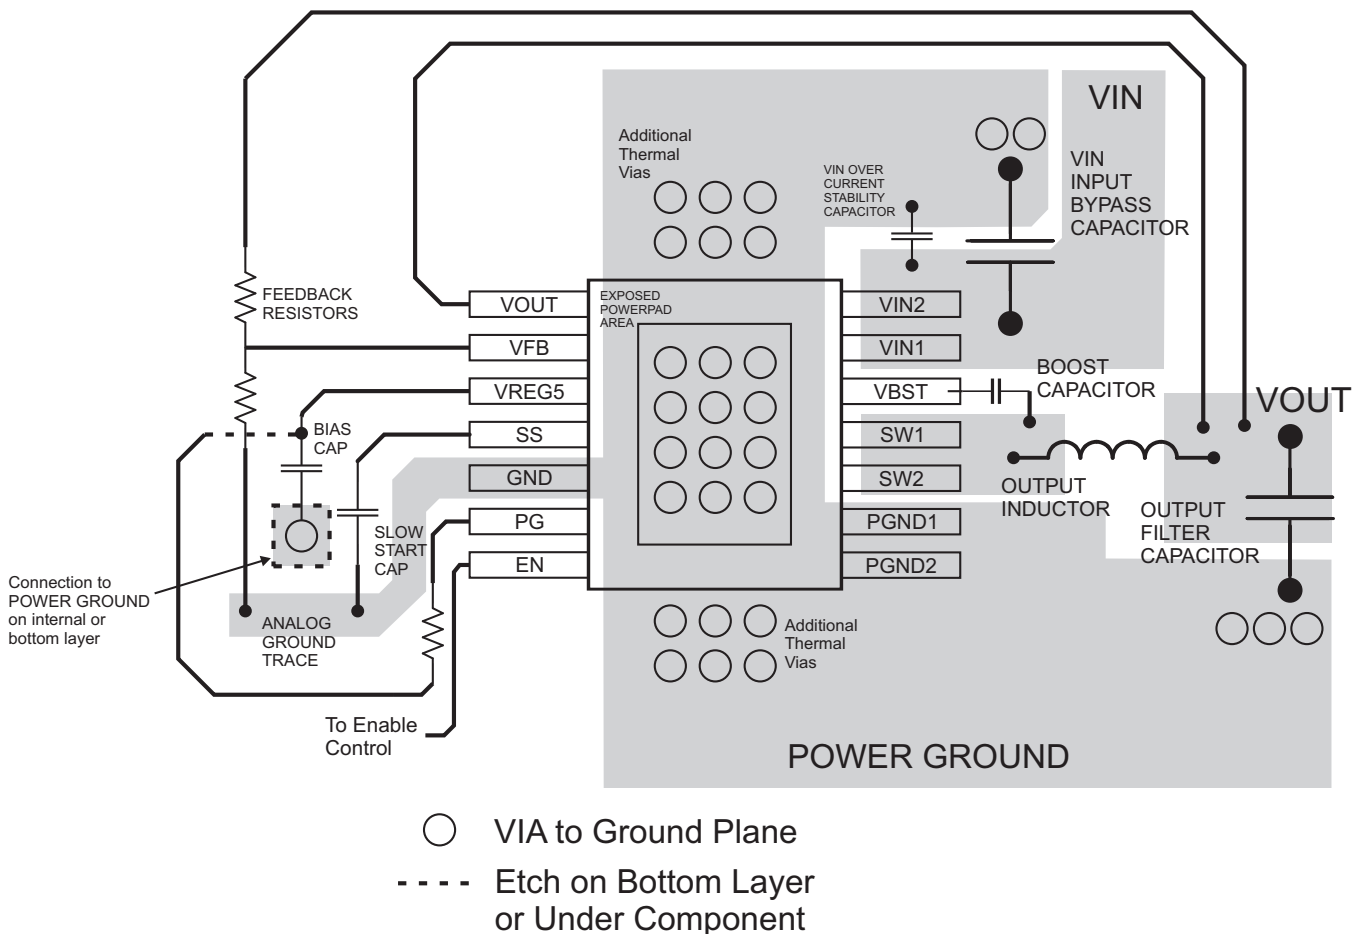 VIN
Additional
Thermal
Vias
VIN OVER
CURRENT
STABILITY
CAPACITOR
VIN
INPUT
BYPASS
CAPACITOR
FEEDBACK
RESISTORS
VOUT
VFB
VREG5
SS
GND
PG
EN
EXPOSED
POWERPAD
AREA
VIN2
VIN1
VBST
SW1
SW2
PGND1
PGND2
BOOST
CAPACITOR
VOUT
BIAS
CAP
OUTPUT
INDUCTOR
OUTPUT
FILTER
CAPACITOR
SLOW
START
CAP
Connection to
POWER GROUND
on internal or
bottom layer
ANALOG
GROUND
TRACE
Additional
Thermal
Vias
To Enable
Control
POWER GROUND
VIA to Ground Plane
Etch on Bottom Layer
or Under Component